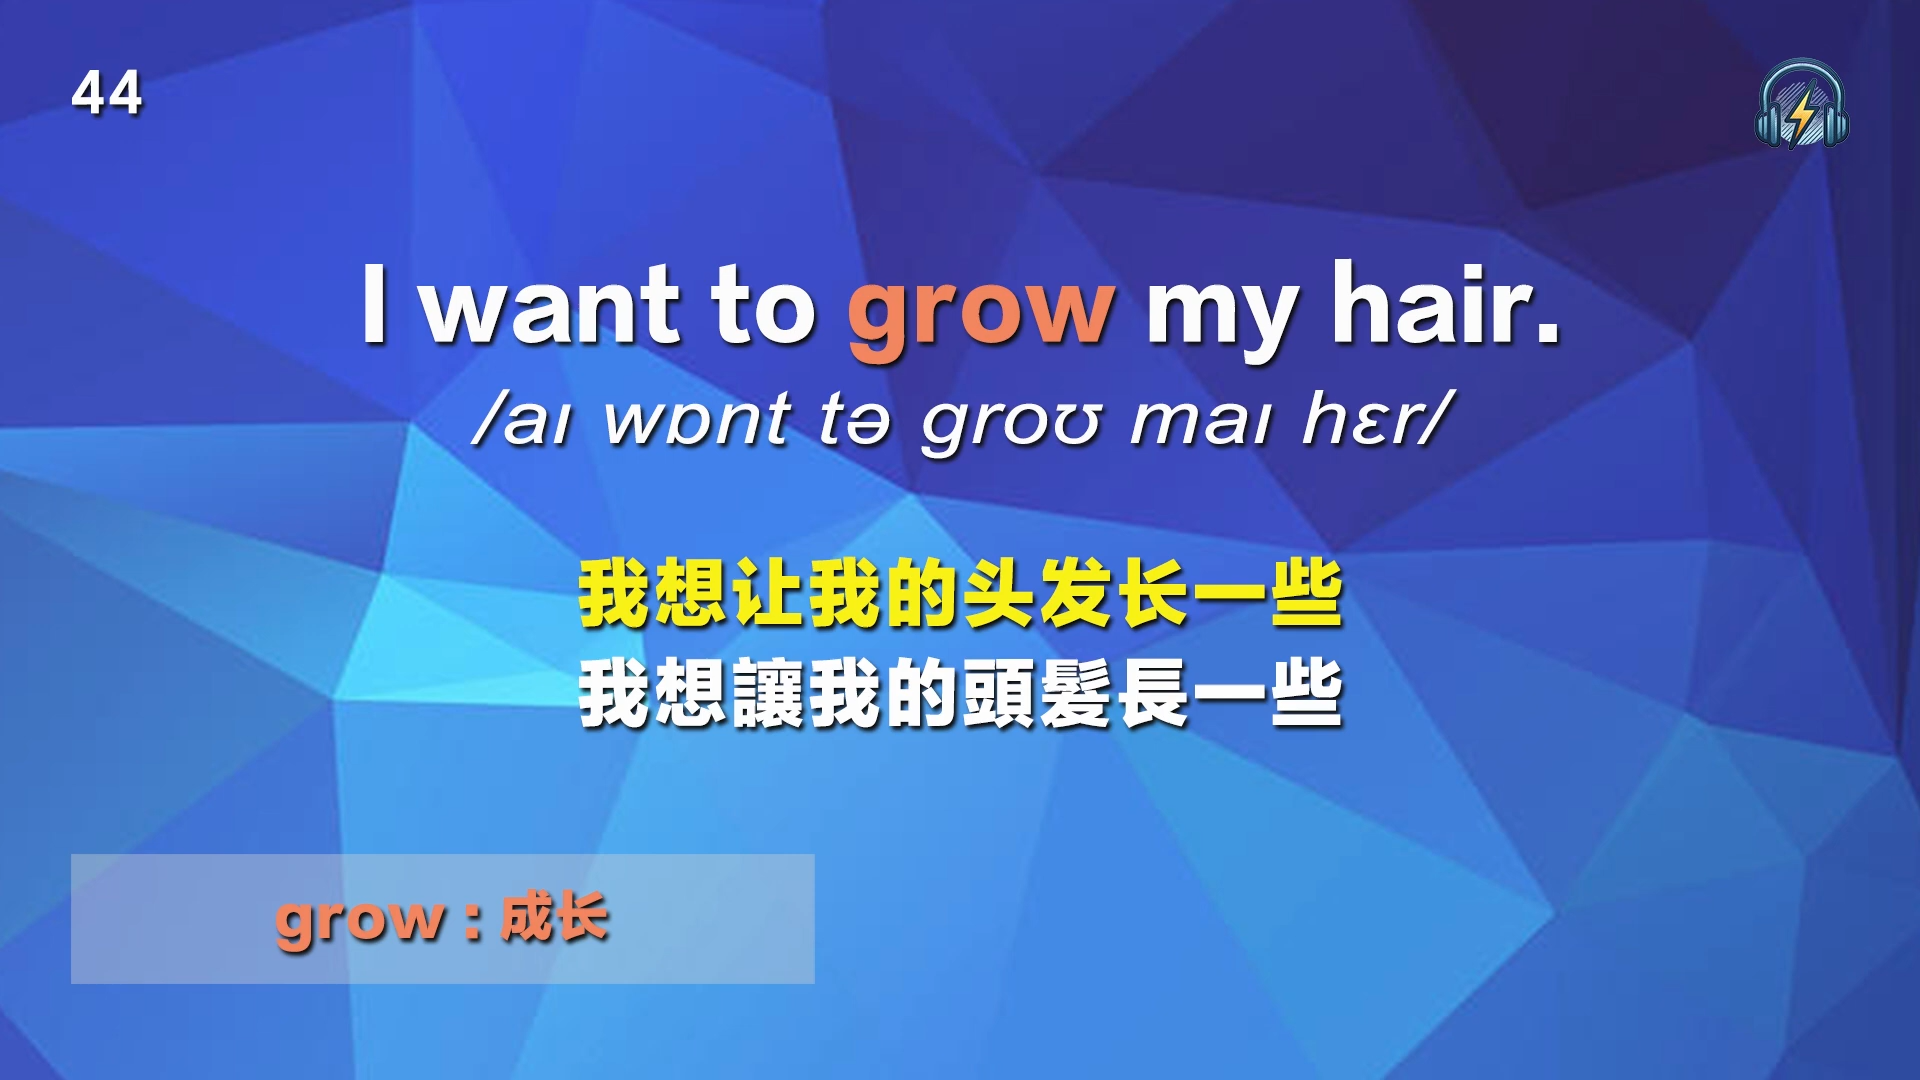 44
I want to grow my hair.
/aɪ wɒnt tə groʊ maɪ hɛr/
我想让我的头发长一些
我想讓我的頭髮長一些
grow : 成长